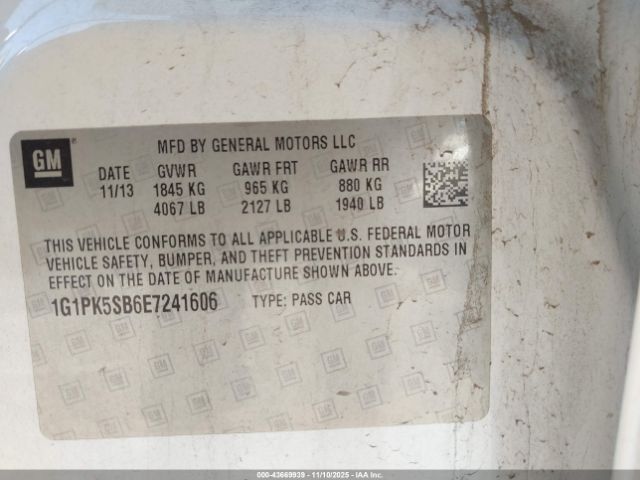 GM
MFD BY GENERAL MOTORS LLC
DATE GVWR GAWR FRT GAWR RR
11/13 1845 KG 965 KG 880 KG
4067 LB 2127 LB 1940 LB
THIS VEHICLE CONFORMS TO ALL APPLICABLE U.S. FEDERAL MOTOR
VEHICLE SAFETY, BUMPER, AND THEFT PREVENTION STANDARDS IN
EFFECT ON THE DATE OF MANUFACTURE SHOWN ABOVE.
1G1PK5SB6E7241606 TYPE: PASS CAR
000-43669939 - 11/10/2025 - IAA Inc.